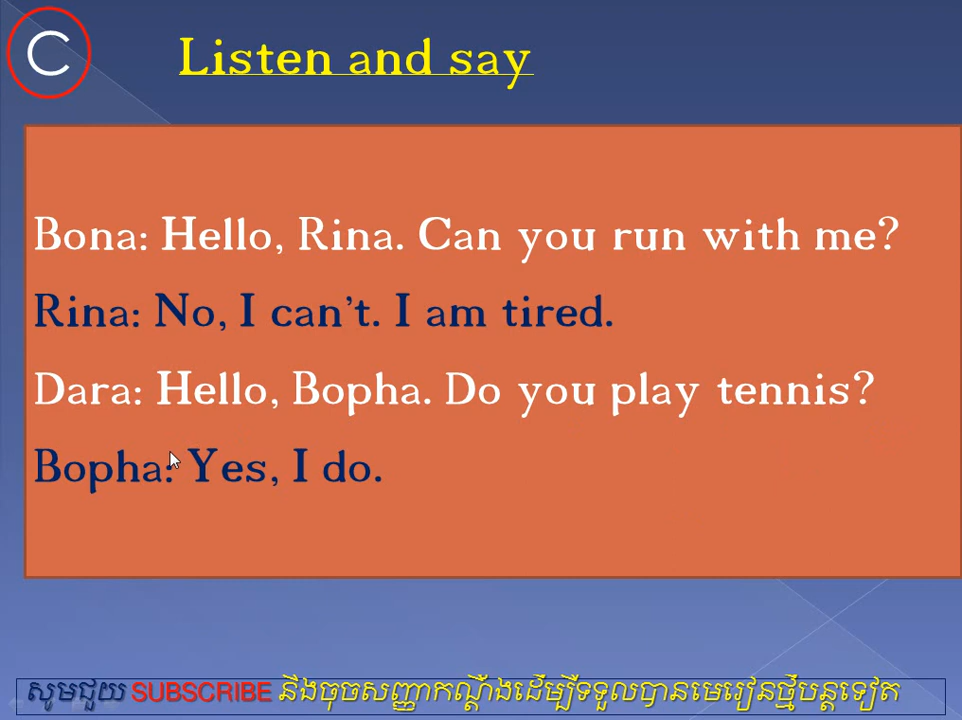 C
Listen and say
Bona: Hello, Rina. Can you run with me?
Rina: No, I can't. I am tired.
Dara: Hello, Bopha. Do you play tennis?
Bopha: Yes, I do.
សូមជួយ SUBSCRIBE និងចុចសញ្ញាកណ្ដឹងដើម្បីទទួលបានមេរៀនថ្មីបន្តទៀត